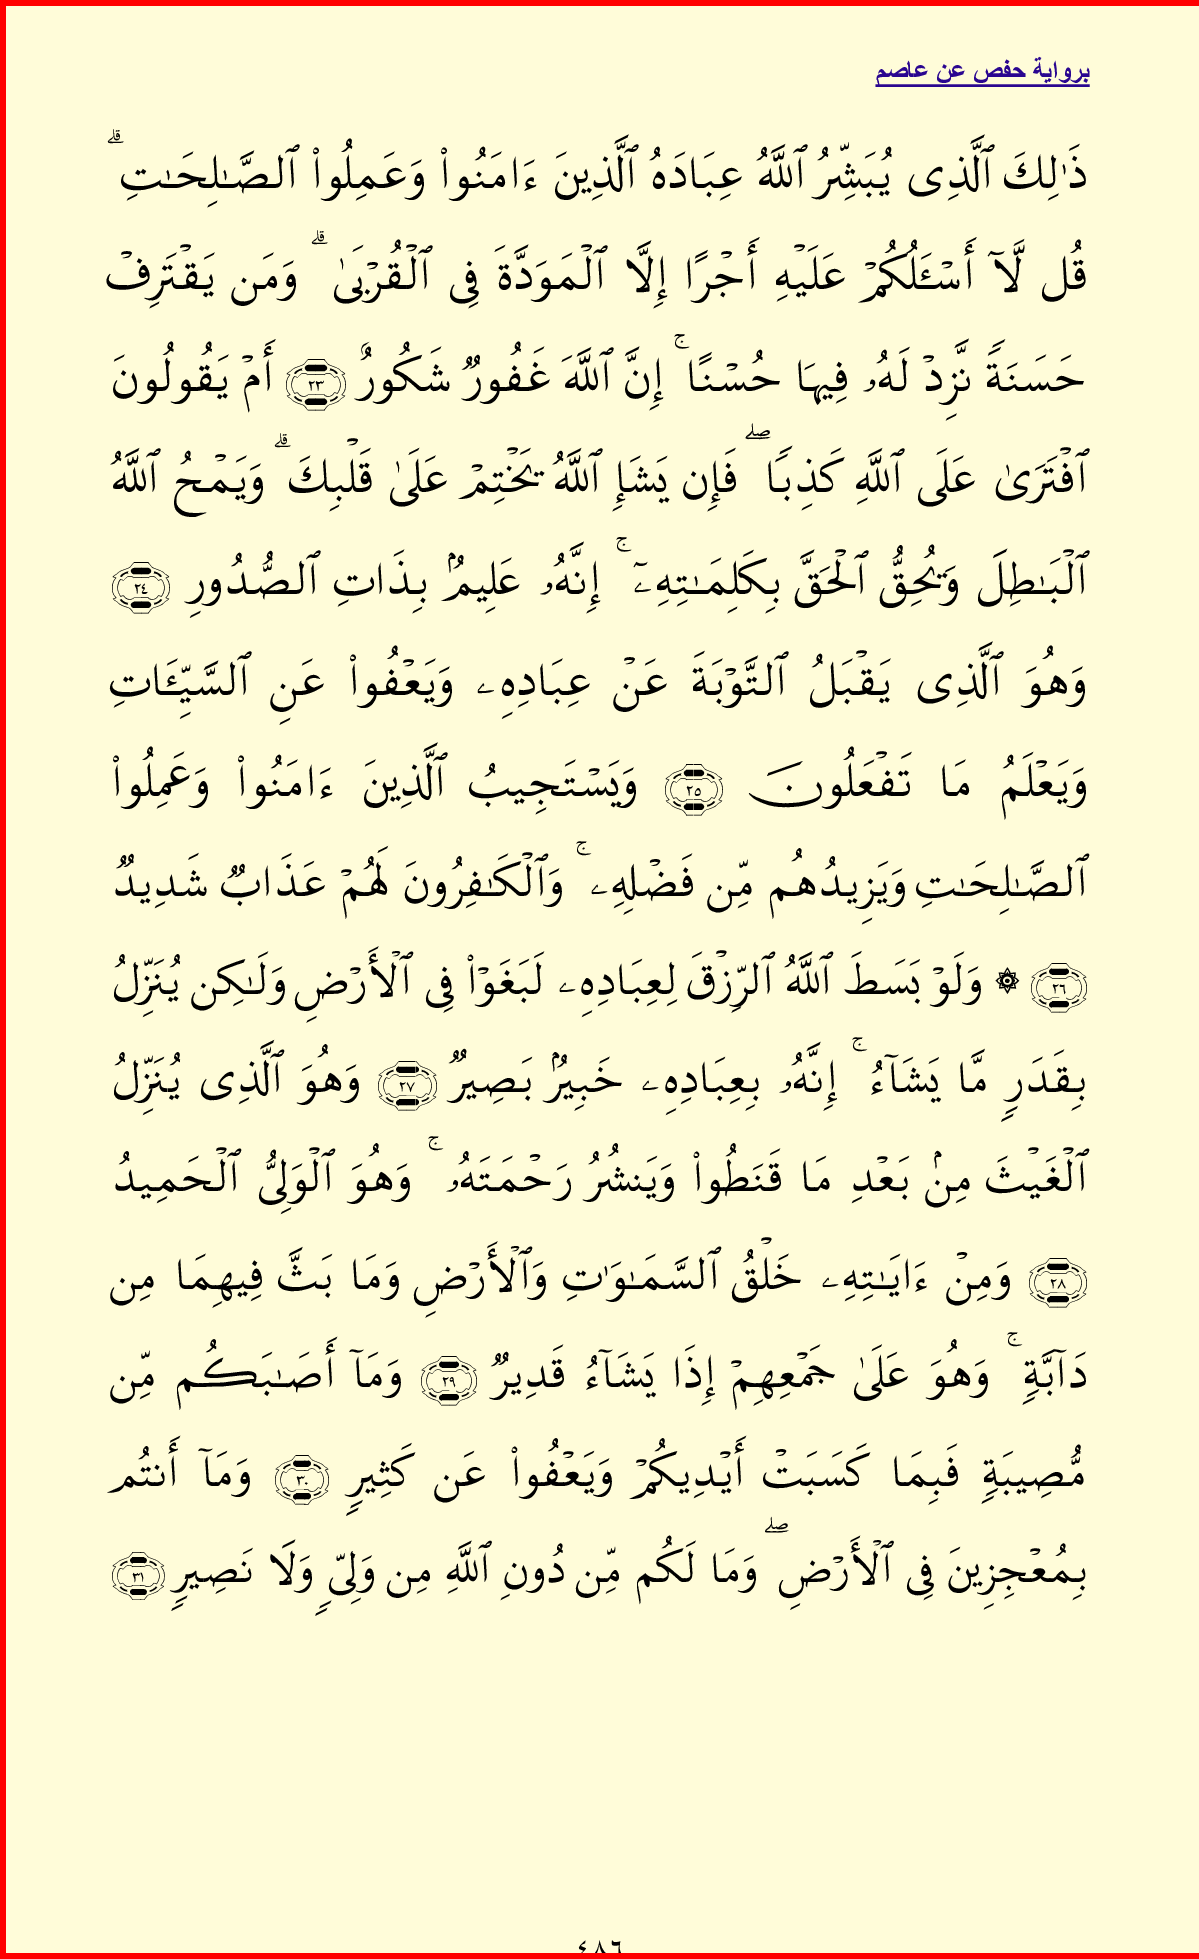 برواية حفص عن عاصم
ذَٰلِكَ ٱلَّذِى يُبَشِّرُ ٱللَّهُ عِبَادَهُ ٱلَّذِينَ ءَامَنُوا۟ وَعَمِلُوا۟ ٱلصَّـٰلِحَـٰتِ ۗ
قُل لَّآ أَسْـَٔلُكُمْ عَلَيْهِ أَجْرًا إِلَّا ٱلْمَوَدَّةَ فِى ٱلْقُرْبَىٰ ۗ وَمَن يَقْتَرِفْ
حَسَنَةً نَّزِدْ لَهُۥ فِيهَا حُسْنًا ۚ إِنَّ ٱللَّهَ غَفُورٌ شَكُورٌ ٢٣ أَمْ يَقُولُونَ
ٱفْتَرَىٰ عَلَى ٱللَّهِ كَذِبًا ۖ فَإِن يَشَإِ ٱللَّهُ يَخْتِمْ عَلَىٰ قَلْبِكَ ۗ وَيَمْحُ ٱللَّهُ
ٱلْبَـٰطِلَ وَيُحِقُّ ٱلْحَقَّ بِكَلِمَـٰتِهِۦٓ ۚ إِنَّهُۥ عَلِيمٌۢ بِذَاتِ ٱلصُّدُورِ ٢٤
وَهُوَ ٱلَّذِى يَقْبَلُ ٱلتَّوْبَةَ عَنْ عِبَادِهِۦ وَيَعْفُوا۟ عَنِ ٱلسَّيِّـَٔاتِ
وَيَعْلَمُ مَا تَفْعَلُونَ ٢٥ وَيَسْتَجِيبُ ٱلَّذِينَ ءَامَنُوا۟ وَعَمِلُوا۟
ٱلصَّـٰلِحَـٰتِ وَيَزِيدُهُم مِّن فَضْلِهِۦ ۚ وَٱلْكَـٰفِرُونَ لَهُمْ عَذَابٌ شَدِيدٌ
٢٦ ۞ وَلَوْ بَسَطَ ٱللَّهُ ٱلرِّزْقَ لِعِبَادِهِۦ لَبَغَوْا۟ فِى ٱلْأَرْضِ وَلَـٰكِن يُنَزِّلُ
بِقَدَرٍ مَّا يَشَآءُ ۚ إِنَّهُۥ بِعِبَادِهِۦ خَبِيرٌۢ بَصِيرٌ ٢٧ وَهُوَ ٱلَّذِى يُنَزِّلُ
ٱلْغَيْثَ مِنۢ بَعْدِ مَا قَنَطُوا۟ وَيَنشُرُ رَحْمَتَهُۥ ۚ وَهُوَ ٱلْوَلِىُّ ٱلْحَمِيدُ
٢٨ وَمِنْ ءَايَـٰتِهِۦ خَلْقُ ٱلسَّمَـٰوَٰتِ وَٱلْأَرْضِ وَمَا بَثَّ فِيهِمَا مِن
دَآبَّةٍ ۚ وَهُوَ عَلَىٰ جَمْعِهِمْ إِذَا يَشَآءُ قَدِيرٌ ٢٩ وَمَآ أَصَـٰبَكُم مِّن
مُّصِيبَةٍ فَبِمَا كَسَبَتْ أَيْدِيكُمْ وَيَعْفُوا۟ عَن كَثِيرٍ ٣٠ وَمَآ أَنتُم
بِمُعْجِزِينَ فِى ٱلْأَرْضِ ۖ وَمَا لَكُم مِّن دُونِ ٱللَّهِ مِن وَلِىٍّ وَلَا نَصِيرٍ ٣١
٤٨٦